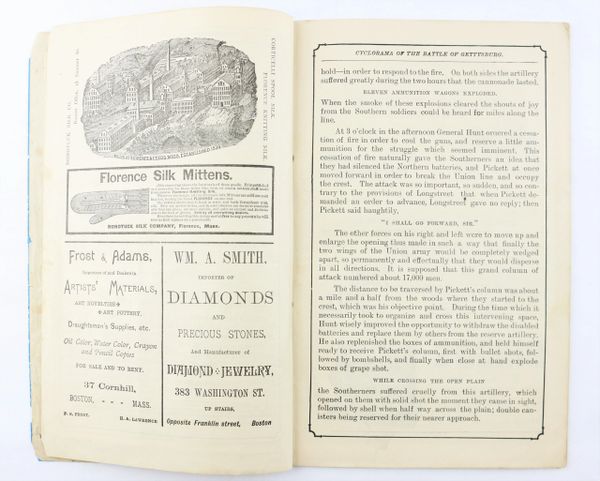 CORTICELLI SPOOL SILK
FLORENCE KNITTING SILK
NONOTUCK SILK CO.
Florence Silk Mittens.
NONOTUCK SILK COMPANY, Florence, Mass.
Frost & Adams,
Importers of and Dealers in
ARTISTS' MATERIALS,
ART NOVELTIES
ART POTTERY,
Draughtsmen's Supplies, etc.
Oil Color, Water Color, Crayon
and Pencil Copies
FOR SALE AND TO RENT.
37 Cornhill,
BOSTON, - - - MASS.
H. A. LAWRENCE
WM. A. SMITH,
IMPORTER OF
DIAMONDS
AND
PRECIOUS STONES,
And Manufacturer of
DIAMOND JEWELRY,
383 WASHINGTON ST.
UP STAIRS,
Opposite Franklin street, Boston
CYCLORAMA OF THE BATTLE OF GETTYSBURG.
hold—in order to respond to the fire. On both sides the artillery
suffered greatly during the two hours that the cannonade lasted.
ELEVEN AMMUNITION WAGONS EXPLODED.
When the smoke of these explosions cleared the shouts of joy
from the Southern soldiers could be heard for miles along the
line.
At 3 o'clock in the afternoon General Hunt ordered a cessa-
tion of fire in order to cool the guns, and reserve a little am-
munition for the struggle which seemed imminent. This
cessation of fire naturally gave the Southerners an idea that
they had silenced the Northern batteries, and Pickett at once
moved forward in order to break the Union line and occupy
the crest. The attack was so important, so sudden, and so con-
trary to the provisions of Longstreet that when Pickett de-
manded an order to advance, Longstreet gave no reply; then
Pickett said haughtily,
"I SHALL GO FORWARD, SIR."
The other forces on his right and left were to move up and
enlarge the opening thus made in such a way that finally the
two wings of the Union army would be completely wedged
apart, so permanently and effectually that they would disperse
in all directions. It is supposed that this grand column of
attack numbered about 17,000 men.
The distance to be traversed by Pickett's column was about
a mile and a half from the woods where they started to the
crest, which was his objective point. During the time which it
necessarily took to organize and cross this intervening space,
Hunt wisely improved the opportunity to withdraw the disabled
batteries and replace them by others from the reserve artillery.
He also replenished the boxes of ammunition, and held himself
ready to receive Pickett's column, first with bullet shots, fol-
lowed by bombshells, and finally when close at hand explode
boxes of grape shot.
WHILE CROSSING THE OPEN PLAIN
the Southerners suffered cruelly from this artillery, which
opened on them with solid shot the moment they came in sight,
followed by shell when half way across the plain; double can-
isters being reserved for their nearer approach.